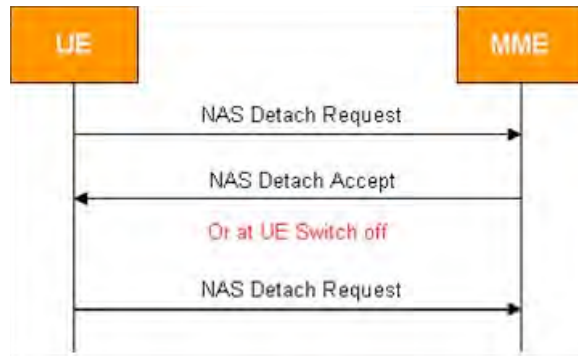 UE
MME
NAS Detach Request
NAS Detach Accept
Or at UE Switch off
NAS Detach Request